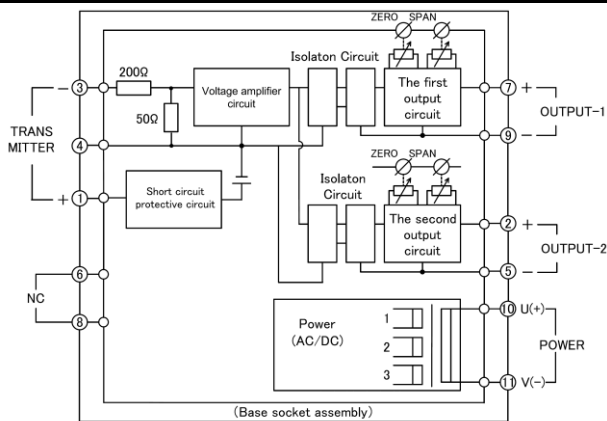 ZERO SPAN
Isolaton Circuit
200Ω
50Ω
Voltage amplifier
circuit
The first
output
circuit
3
−
TRANS
MITTER
4
+
1
Short circuit
protective circuit
7
+
OUTPUT-1
9
−
ZERO SPAN
Isolaton
Circuit
The second
output
circuit
2
+
OUTPUT-2
5
−
6
NC
8
Power
(AC/DC)
1
2
3
10
U(+)
POWER
11
V(−)
(Base socket assembly)